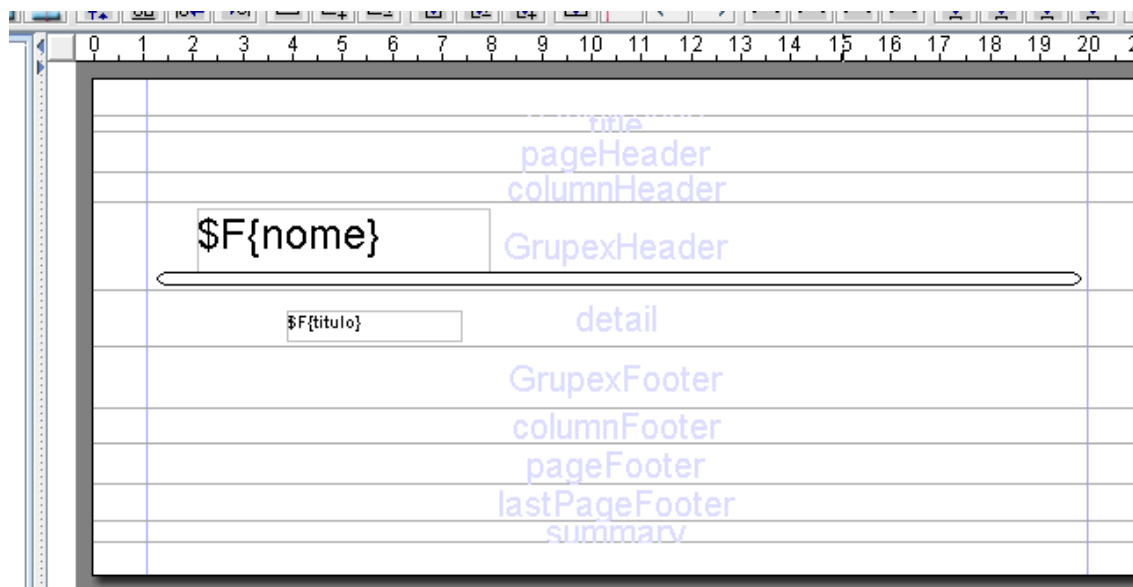 0 1 2 3 4 5 6 7 8 9 10 11 12 13 14 15 16 17 18 19 20
title
pageHeader
columnHeader
$F{nome}
GrupexHeader
$F{titulo}
detail
GrupexFooter
columnFooter
pageFooter
lastPageFooter
summary